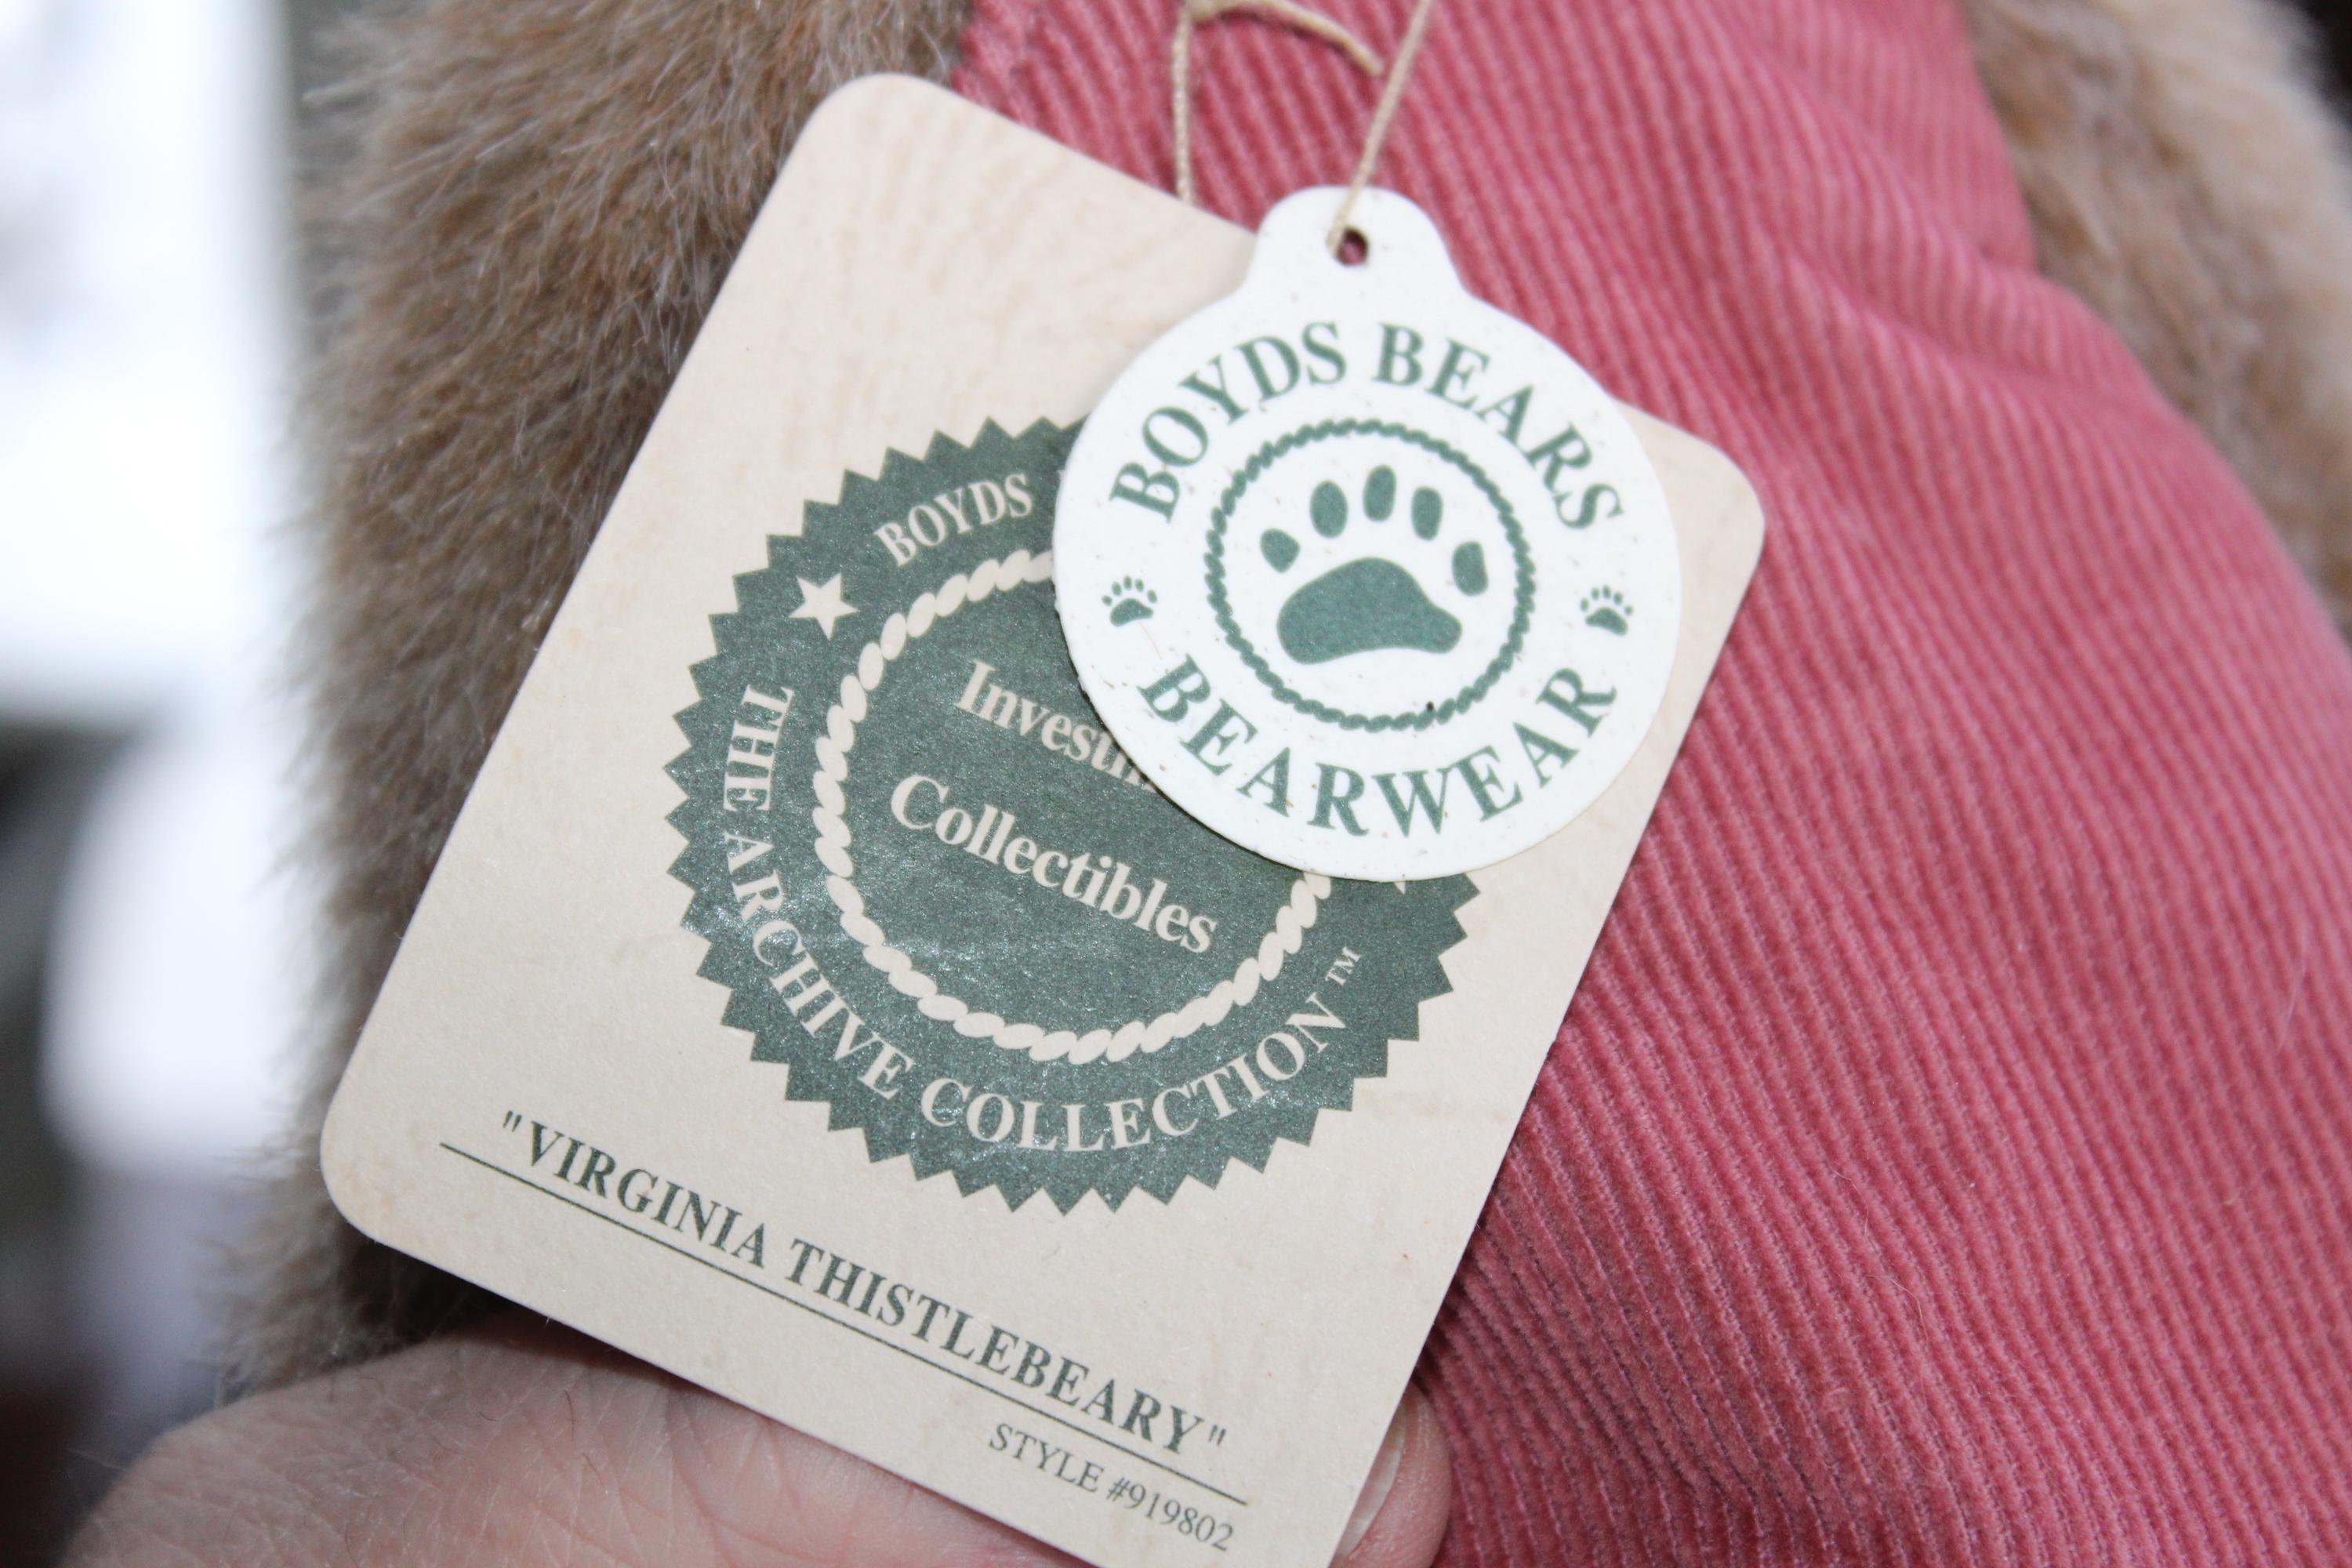 BOYDS BEARS
BEARWEAR
BOYDS
Collectibles
THE ARCHIVE COLLECTION™
"VIRGINIA THISTLEBEARY"
STYLE #919802